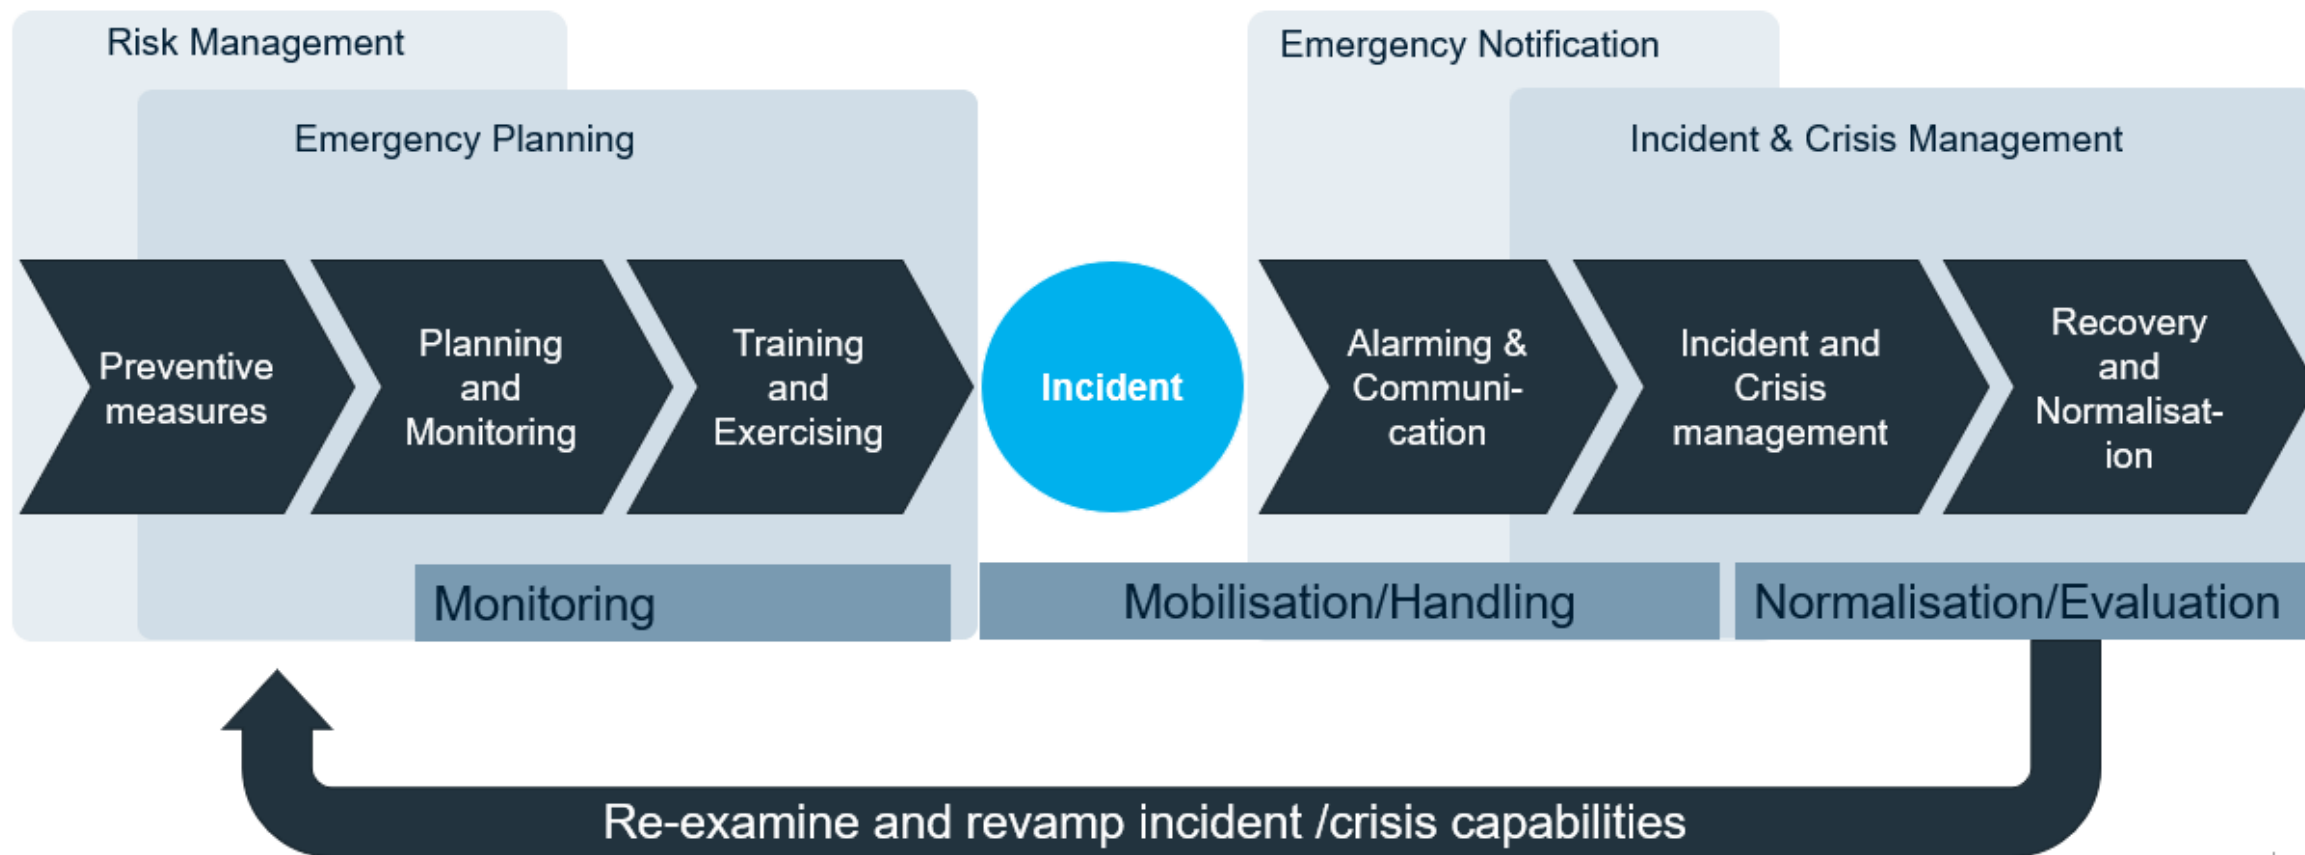 Risk Management
Emergency Notification
Emergency Planning
Incident & Crisis Management
Preventive
measures
Planning
and
Monitoring
Training
and
Exercising
Incident
Alarming &
Communi-
cation
Incident and
Crisis
management
Recovery
and
Normalisat-
ion
Monitoring
Mobilisation/Handling
Normalisation/Evaluation
Re-examine and revamp incident /crisis capabilities